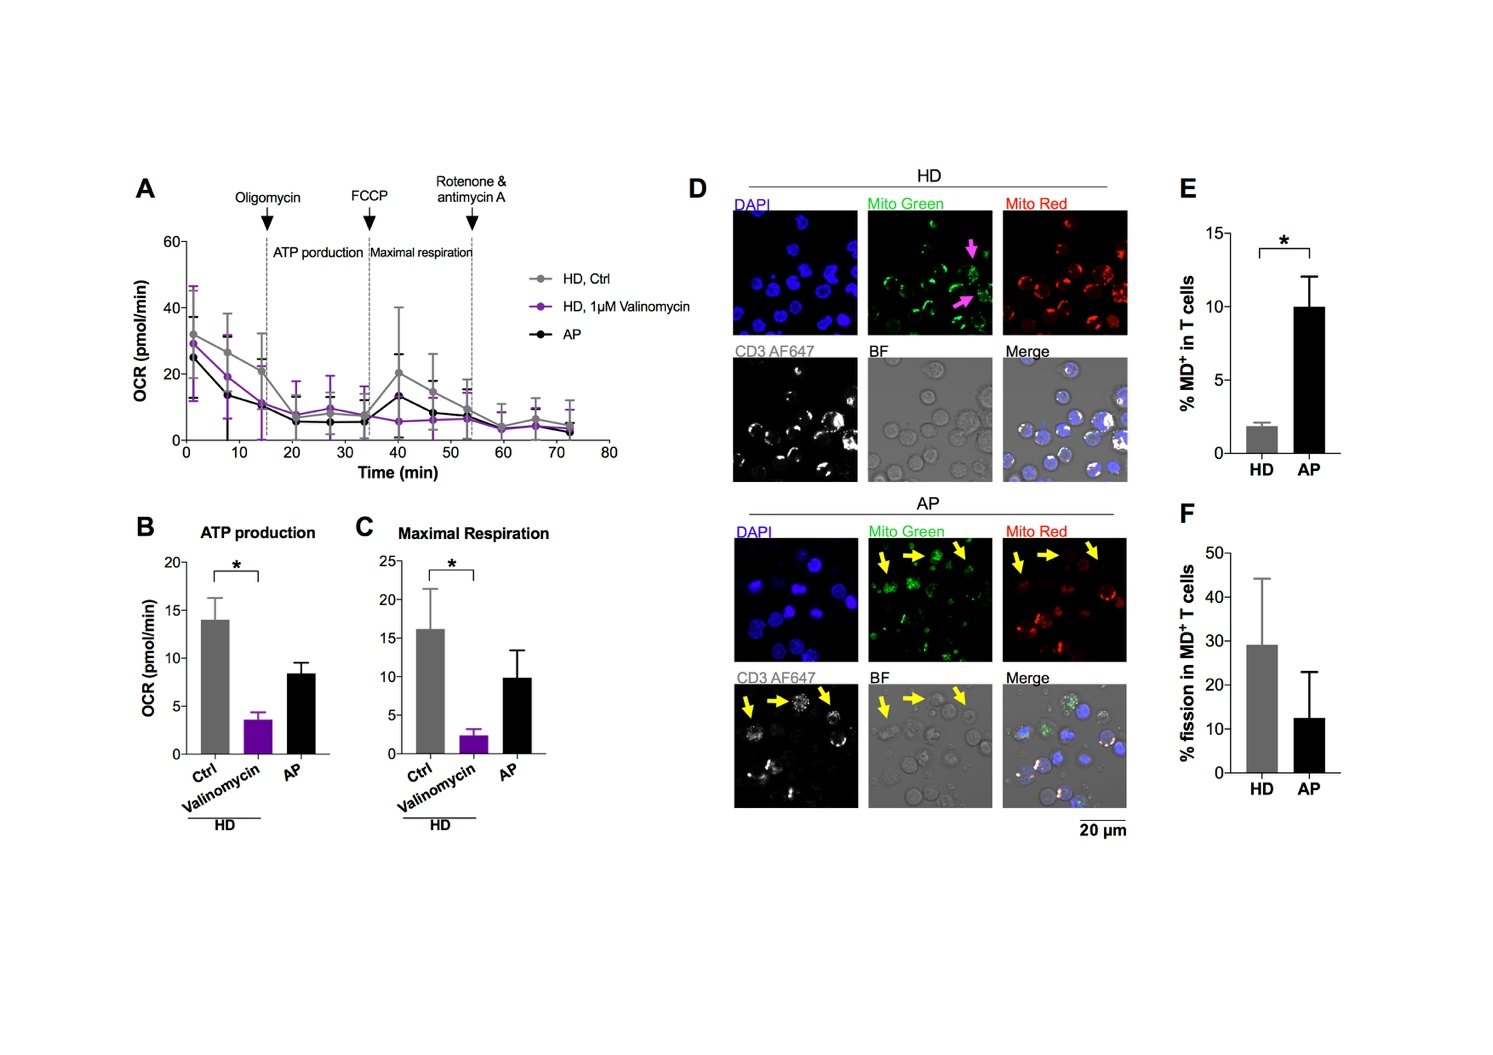 A
Oligomycin
FCCP
Rotenone &
antimycin A
ATP porduction
Maximal respiration
OCR (pmol/min)
60
40
20
0
0 10 20 30 40 50 60 70 80
Time (min)
HD, Ctrl
HD, 1µM Valinomycin
AP
B
ATP production
OCR (pmol/min)
20
15
10
5
0
Ctrl
Valinomycin
AP
HD
C
Maximal Respiration
*
25
20
15
10
5
0
Ctrl
Valinomycin
AP
HD
*
D
HD
DAPI
Mito Green
Mito Red
CD3 AF647
BF
Merge
AP
DAPI
Mito Green
Mito Red
CD3 AF647
BF
Merge
20 µm
E
% MD+ in T cells
15
10
5
0
*
HD AP
F
% fission in MD+ T cells
50
40
30
20
10
0
HD AP